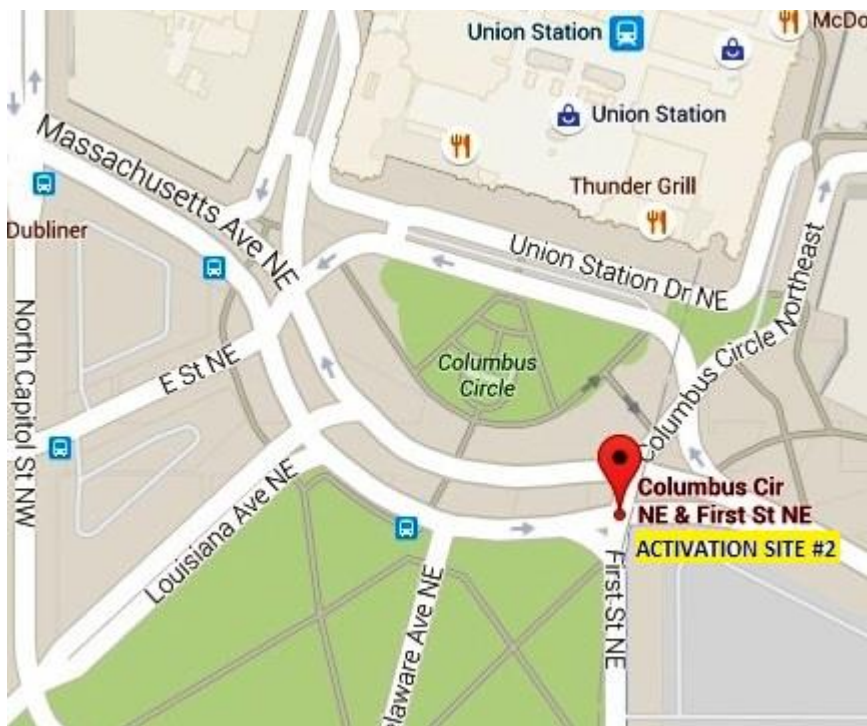 McDo
Union Station
Union Station
Thunder Grill
Massachusetts Ave NE
Dubliner
Union Station Dr NE
Columbus Circle Northeast
North Capitol St NW
E St NE
Columbus
Circle
Columbus Cir
NE & First St NE
ACTIVATION SITE #2
Louisiana Ave NE
elaware Ave NE
First St NE